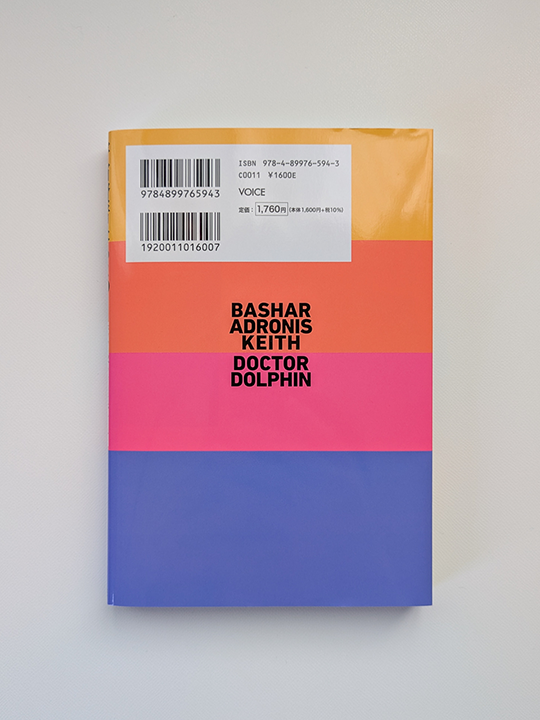 ISBN 978-4-89976-594-3
C0011 ¥1600E
VOICE
定価：1,760円（本体1,600円＋税10%）
9784899765943
1920011016007
BASHAR
ADRONIS
KEITH
DOCTOR
DOLPHIN